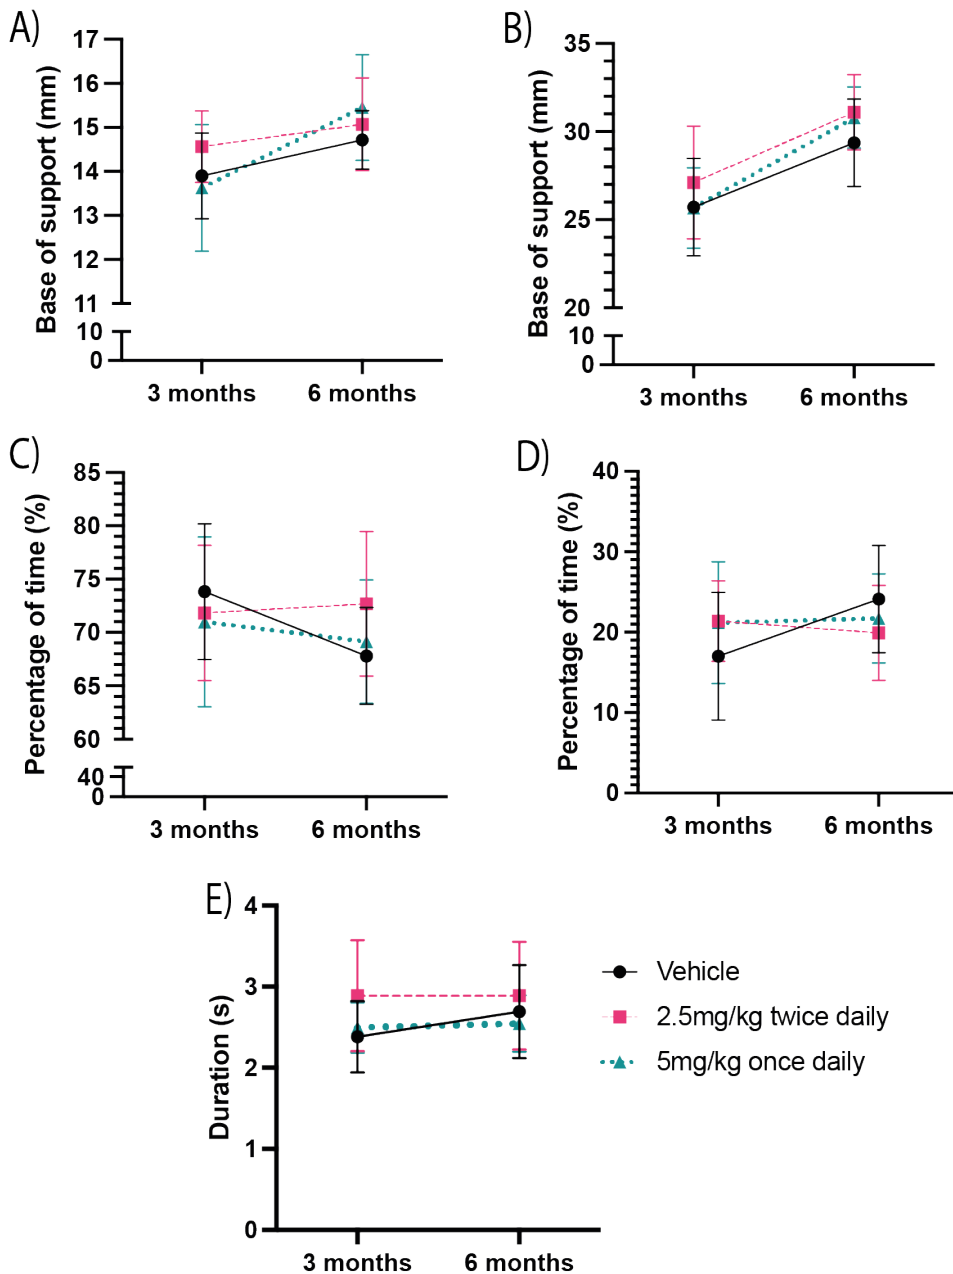 A)
Base of support (mm)
17
16
15
14
13
12
11
10
0
3 months
6 months
B)
Base of support (mm)
35
30
25
20
10
0
3 months
6 months
C)
Percentage of time (%)
85
80
75
70
65
60
40
0
3 months
6 months
D)
Percentage of time (%)
40
30
20
10
0
3 months
6 months
E)
Duration (s)
4
3
2
1
0
3 months
6 months
Vehicle
2.5mg/kg twice daily
5mg/kg once daily